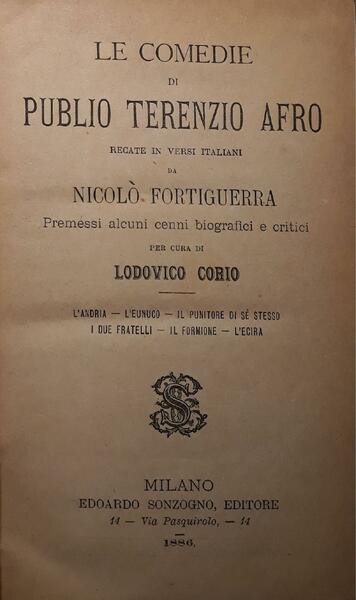 LE COMEDIE
DI
PUBLIO TERENZIO AFRO
RECATE IN VERSI ITALIANI
DA
NICOLÒ FORTIGUERRA
Premessi alcuni cenni biografici e critici
PER CURA DI
LODOVICO CORIO
L'ANDRIA — L'EUNUCO — IL PUNITORE DI SÈ STESSO
I DUE FRATELLI — IL FORMIONE — L'ECIRA
MILANO
EDOARDO SONZOGNO, EDITORE
14 — Via Pasquirolo, — 14
1886.